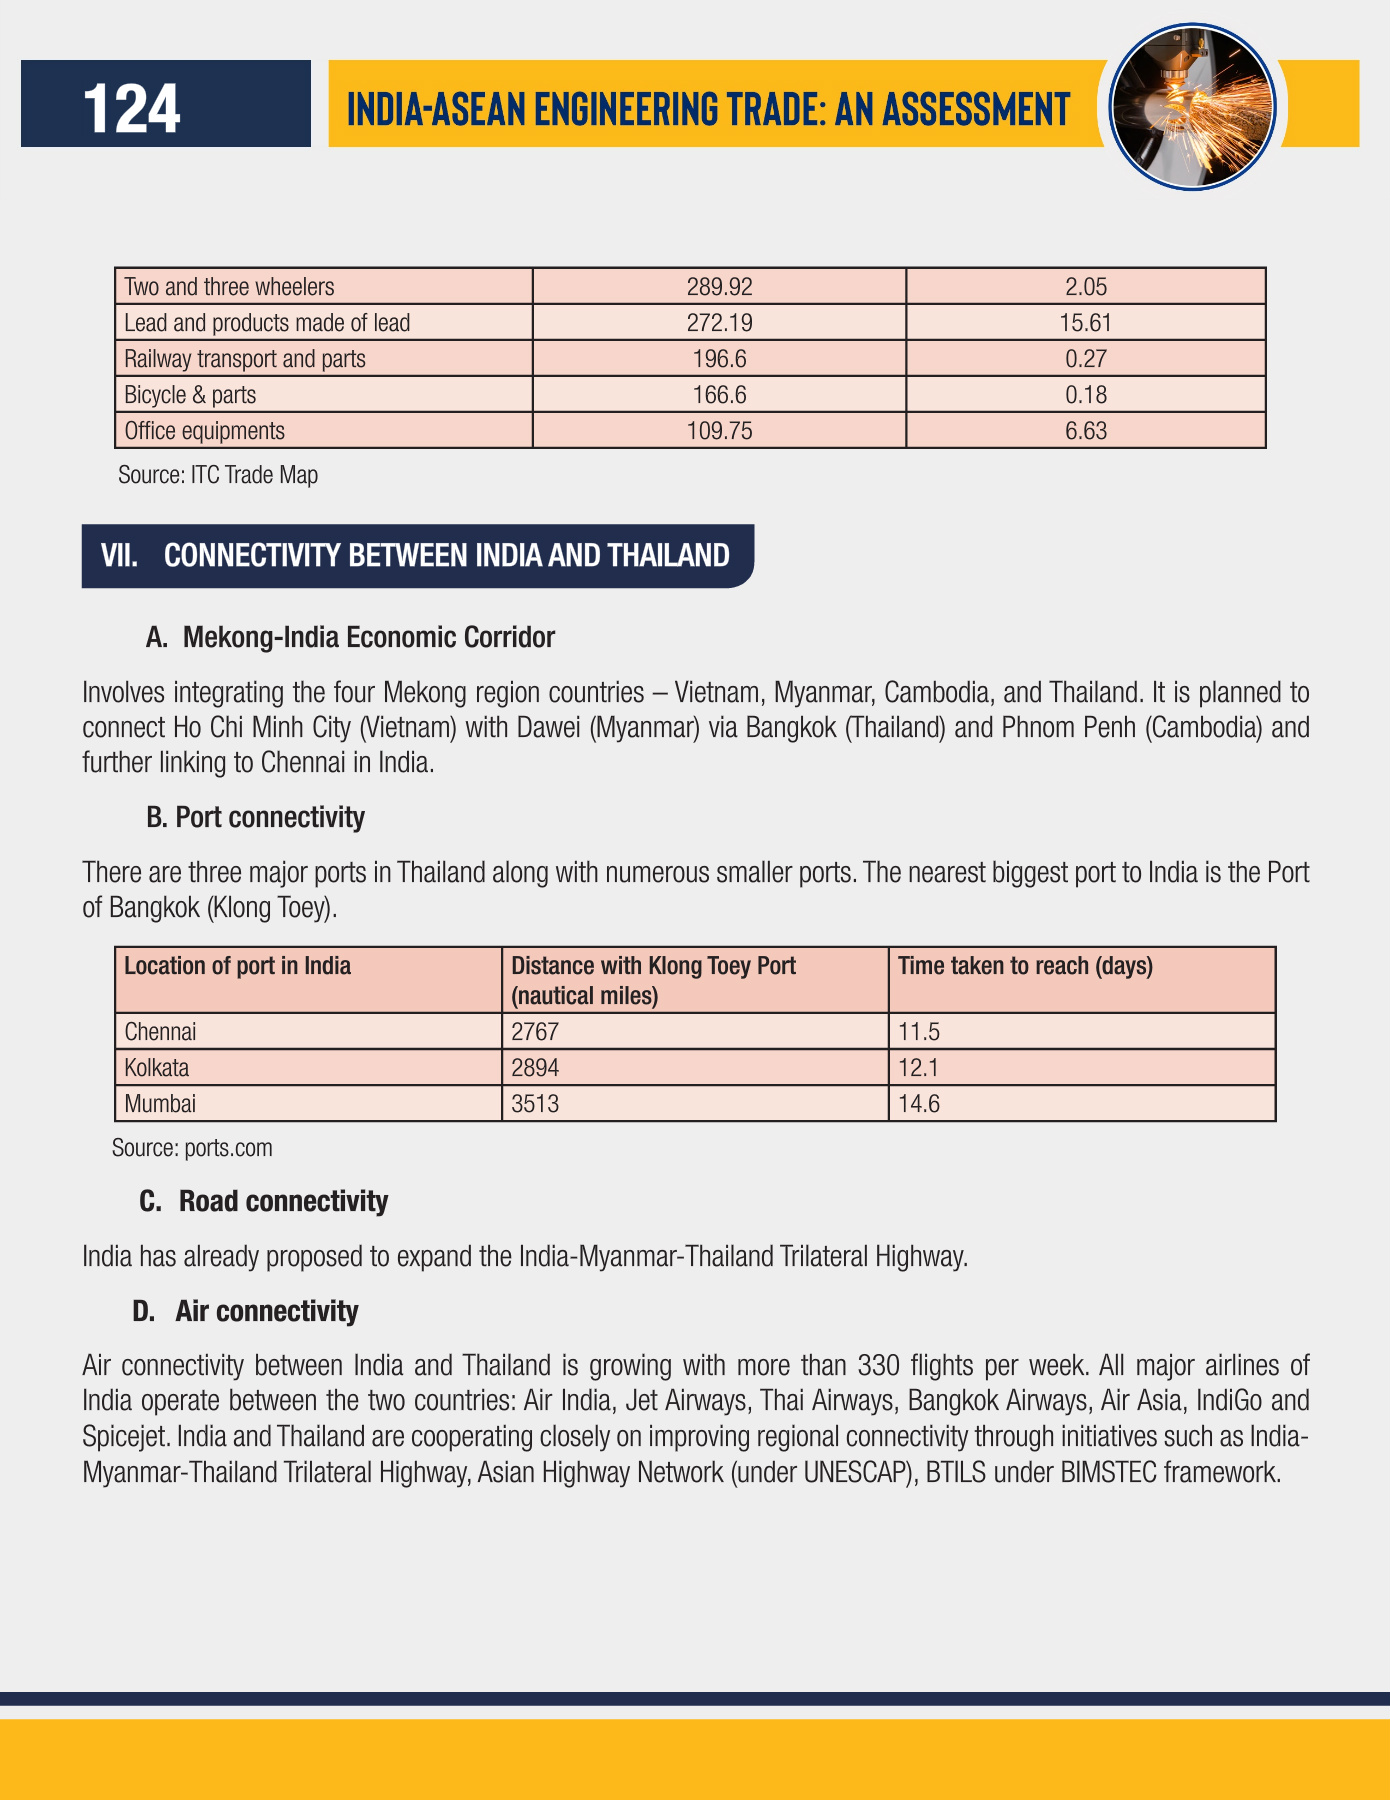 124
INDIA-ASEAN ENGINEERING TRADE: AN ASSESSMENT
Two and three wheelers 289.92 2.05
Lead and products made of lead 272.19 15.61
Railway transport and parts 196.6 0.27
Bicycle & parts 166.6 0.18
Office equipments 109.75 6.63
Source: ITC Trade Map
VII. CONNECTIVITY BETWEEN INDIA AND THAILAND
A. Mekong-India Economic Corridor
Involves integrating the four Mekong region countries – Vietnam, Myanmar, Cambodia, and Thailand. It is planned to
connect Ho Chi Minh City (Vietnam) with Dawei (Myanmar) via Bangkok (Thailand) and Phnom Penh (Cambodia) and
further linking to Chennai in India.
B. Port connectivity
There are three major ports in Thailand along with numerous smaller ports. The nearest biggest port to India is the Port
of Bangkok (Klong Toey).
Location of port in India Distance with Klong Toey Port Time taken to reach (days)
(nautical miles)
Chennai 2767 11.5
Kolkata 2894 12.1
Mumbai 3513 14.6
Source: ports.com
C. Road connectivity
India has already proposed to expand the India-Myanmar-Thailand Trilateral Highway.
D. Air connectivity
Air connectivity between India and Thailand is growing with more than 330 flights per week. All major airlines of
India operate between the two countries: Air India, Jet Airways, Thai Airways, Bangkok Airways, Air Asia, IndiGo and
Spicejet. India and Thailand are cooperating closely on improving regional connectivity through initiatives such as India-
Myanmar-Thailand Trilateral Highway, Asian Highway Network (under UNESCAP), BTILS under BIMSTEC framework.